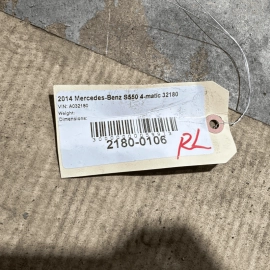 2014 Mercedes-Benz S550 4-matic 32180
VIN: A032180
Weight:
Dimensions:
2180-0106
RL